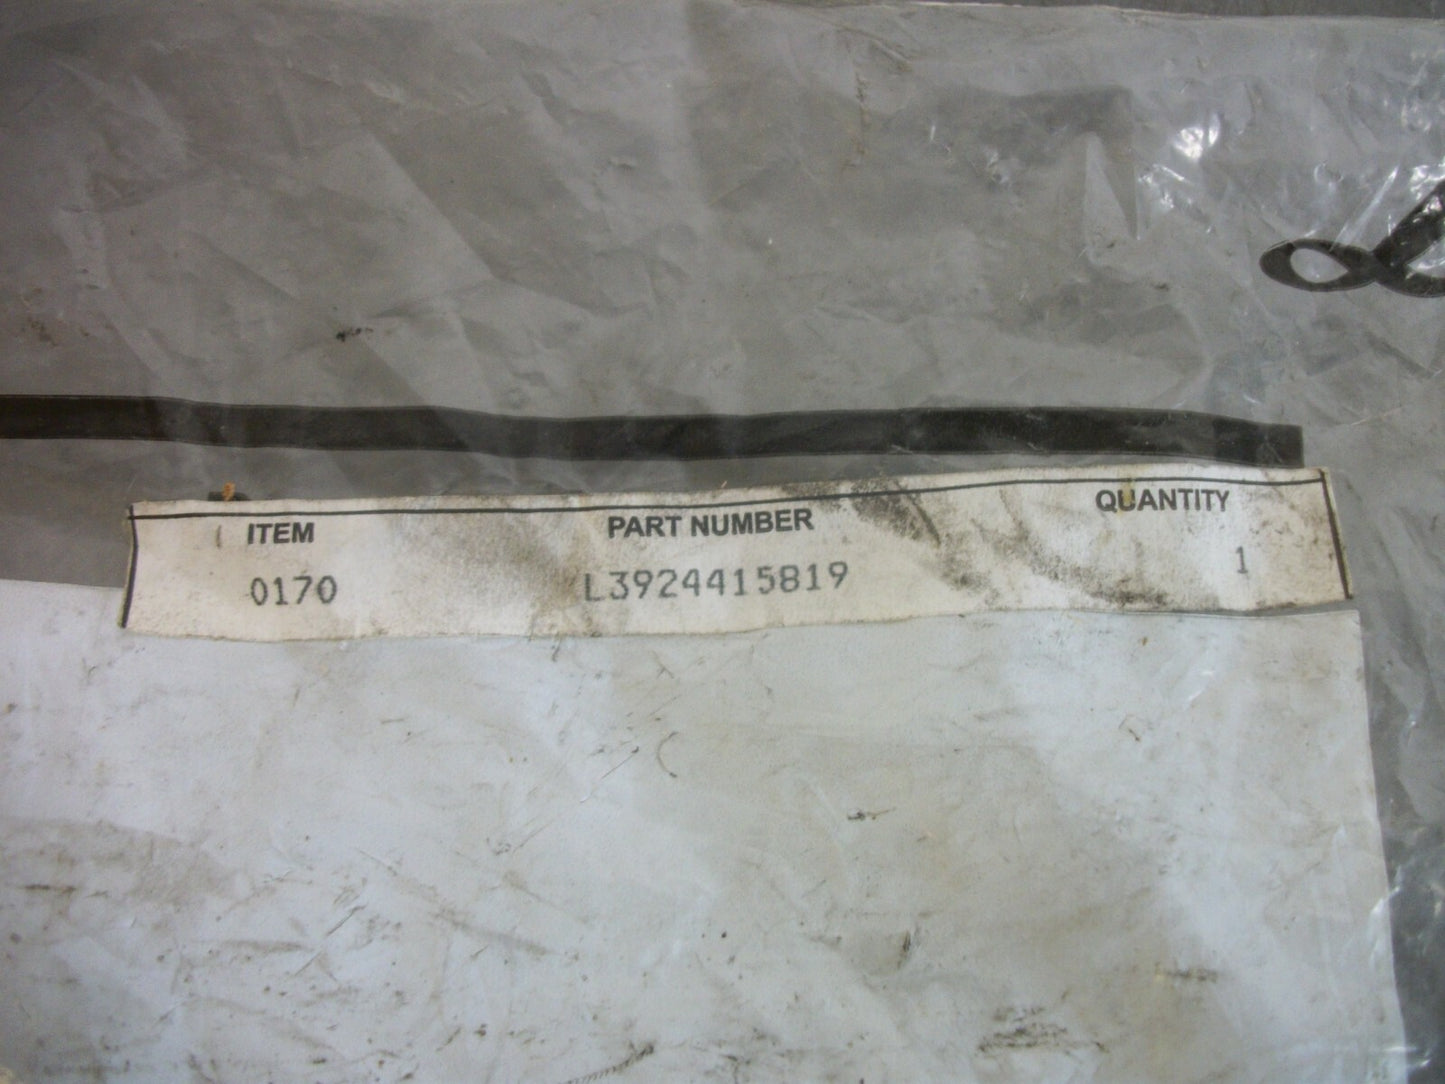 ITEM PART NUMBER QUANTITY
0170 L3924415819 1